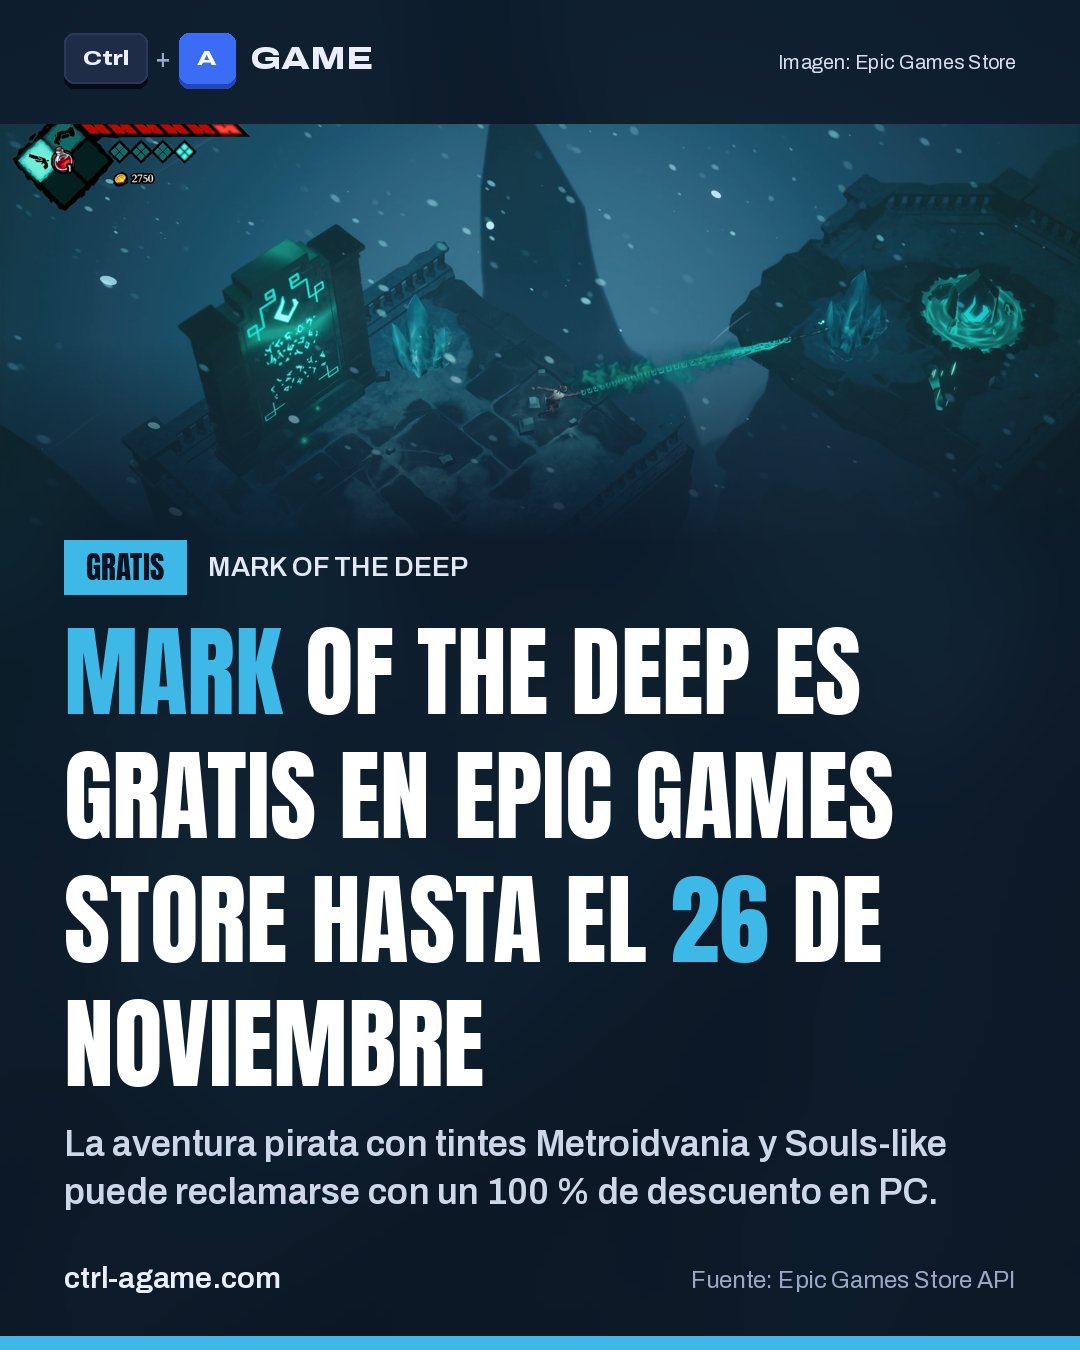 Ctrl + A GAME
Imagen: Epic Games Store
2750
1
GRATIS MARK OF THE DEEP
MARK OF THE DEEP ES
GRATIS EN EPIC GAMES
STORE HASTA EL 26 DE
NOVIEMBRE
La aventura pirata con tintes Metroidvania y Souls-like
puede reclamarse con un 100 % de descuento en PC.
ctrl-agame.com
Fuente: Epic Games Store API